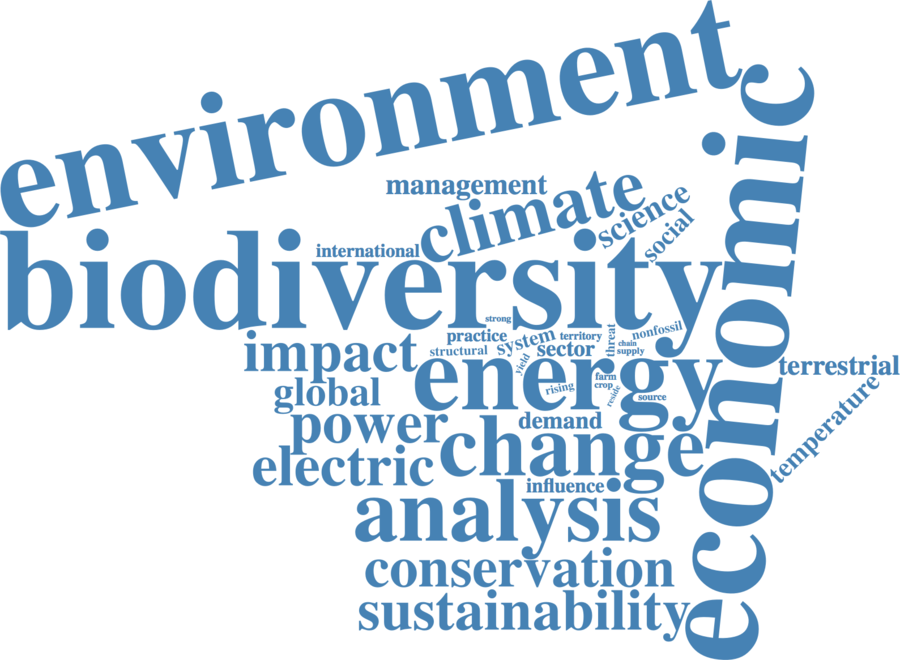 environment
economic
management
climate
science
social
international
biodiversity
strong
practice
system
territory
threat
nonfossil
chain
supply
structural
sector
impact
yield
energy
rising
farm
crop
reside
source
terrestrial
temperature
global
power
demand
change
electric
influence
analysis
conservation
sustainability